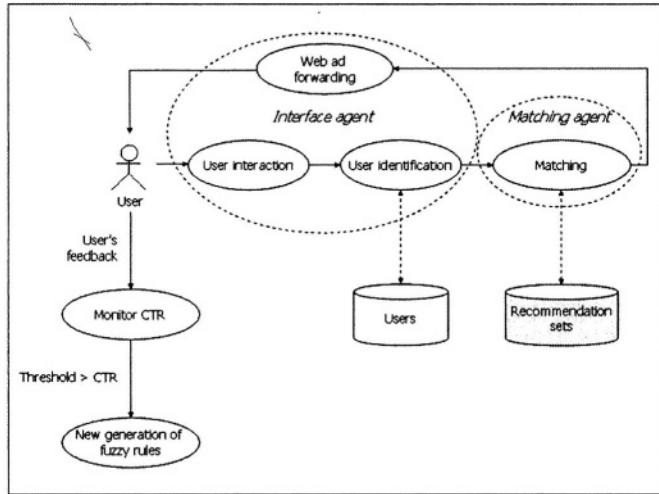 Web ad
forwarding
Interface agent
Matching agent
User interaction
User identification
Matching
User
User's
feedback
Monitor CTR
Users
Recommendation
sets
Threshold > CTR
New generation of
fuzzy rules